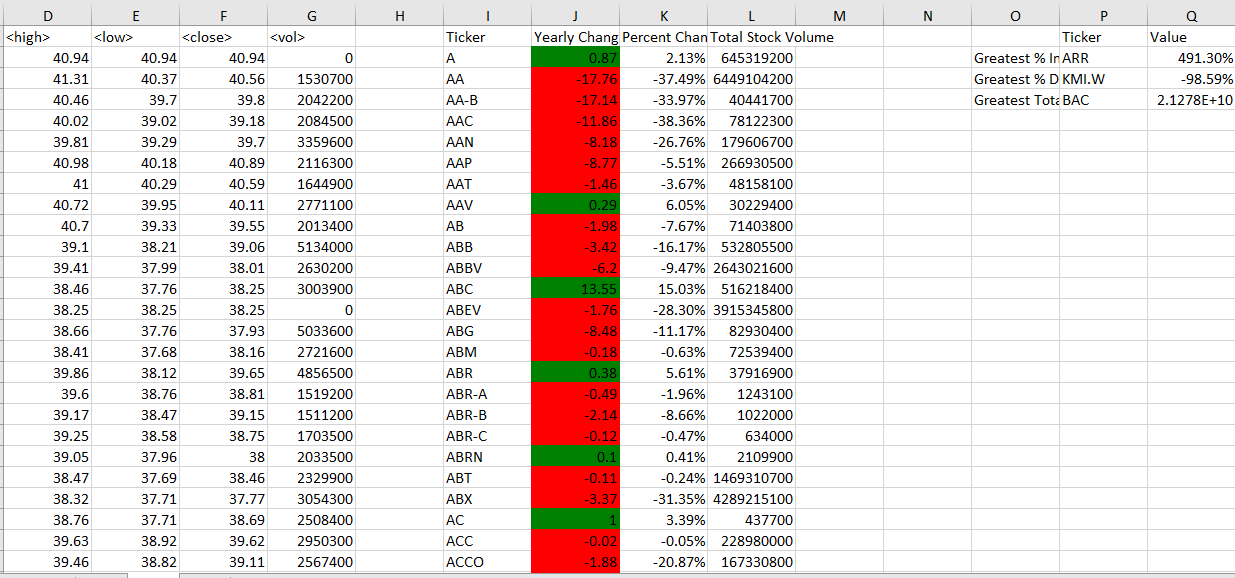 D E F G H I J K L M N O P Q
<high> <low> <close> <vol> Ticker Yearly Chang Percent Chan Total Stock Volume Ticker Value
40.94 40.94 40.94 0 A 0.87 2.13% 645319200 Greatest % In ARR 491.30%
41.31 40.37 40.56 1530700 AA -17.76 -37.49% 6449104200 Greatest % D KMI.W -98.59%
40.46 39.7 39.8 2042200 AA-B -17.14 -33.97% 40441700 Greatest Tota BAC 2.1278E+10
40.02 39.02 39.18 2084500 AAC -11.86 -38.36% 78122300
39.81 39.29 39.7 3359600 AAN -8.18 -26.76% 179606700
40.98 40.18 40.89 2116300 AAP -8.77 -5.51% 266930500
41 40.29 40.59 1644900 AAT -1.46 -3.67% 48158100
40.72 39.95 40.11 2771100 AAV 0.29 6.05% 30229400
40.7 39.33 39.55 2013400 AB -1.98 -7.67% 71403800
39.1 38.21 39.06 5134000 ABB -3.42 -16.17% 532805500
39.41 37.99 38.01 2630200 ABBV -6.2 -9.47% 2643021600
38.46 37.76 38.25 3003900 ABC 13.55 15.03% 516218400
38.25 38.25 38.25 0 ABEV -1.76 -28.30% 3915345800
38.66 37.76 37.93 5033600 ABG -8.48 -11.17% 82930400
38.41 37.68 38.16 2721600 ABM -0.18 -0.63% 72539400
39.86 38.12 39.65 4856500 ABR 0.38 5.61% 37916900
39.6 38.76 38.81 1519200 ABR-A -0.49 -1.96% 1243100
39.17 38.47 39.15 1511200 ABR-B -2.14 -8.66% 1022000
39.25 38.58 38.75 1703500 ABR-C -0.12 -0.47% 634000
39.05 37.96 38 2033500 ABRN 0.1 0.41% 2109900
38.47 37.69 38.46 2329900 ABT -0.11 -0.24% 1469310700
38.32 37.71 37.77 3054300 ABX -3.37 -31.35% 4289215100
38.76 37.71 38.69 2508400 AC 1 3.39% 437700
39.63 38.92 39.62 2950300 ACC -0.02 -0.05% 228980000
39.46 38.82 39.11 2567400 ACCO -1.88 -20.87% 167330800